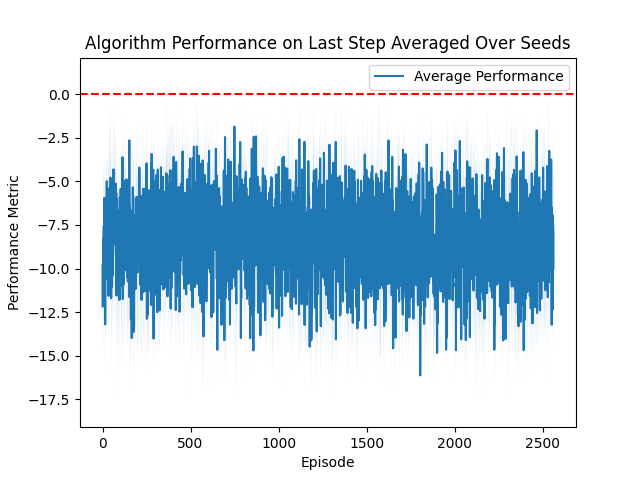 Algorithm Performance on Last Step Averaged Over Seeds
Average Performance
0.0
−2.5
−5.0
−7.5
−10.0
−12.5
−15.0
−17.5
Performance Metric
0 500 1000 1500 2000 2500
Episode